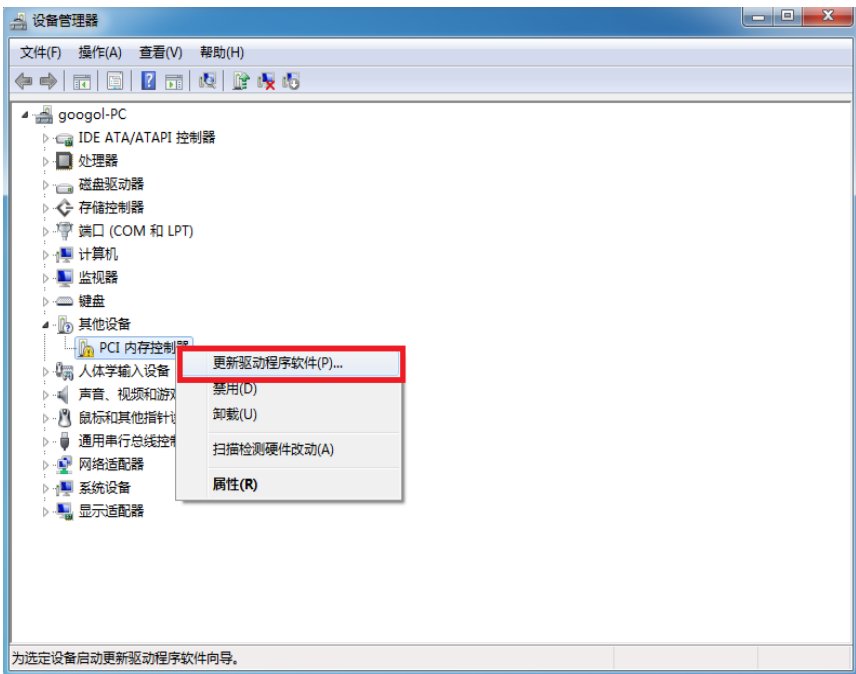 设备管理器
文件(F) 操作(A) 查看(V) 帮助(H)
googol-PC
IDE ATA/ATAPI 控制器
处理器
磁盘驱动器
存储控制器
端口 (COM 和 LPT)
计算机
监视器
键盘
其他设备
PCI 内存控制器
更新驱动程序软件(P)...
人体学输入设备
禁用(D)
声音、视频和游
卸载(U)
鼠标和其他指针
通用串行总线控
扫描检测硬件改动(A)
网络适配器
系统设备
属性(R)
显示适配器
为选定设备启动更新驱动程序软件向导。